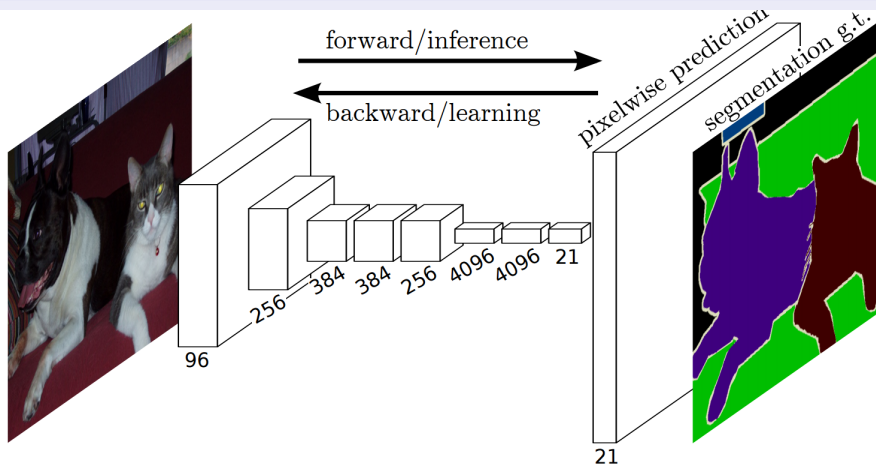 forward/inference
backward/learning
pixelwise prediction
segmentation g.t.
96
256
384
384
256
4096
4096
21
21